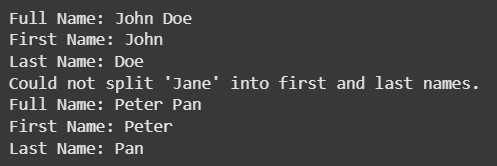 Full Name: John Doe
First Name: John
Last Name: Doe
Could not split 'Jane' into first and last names.
Full Name: Peter Pan
First Name: Peter
Last Name: Pan